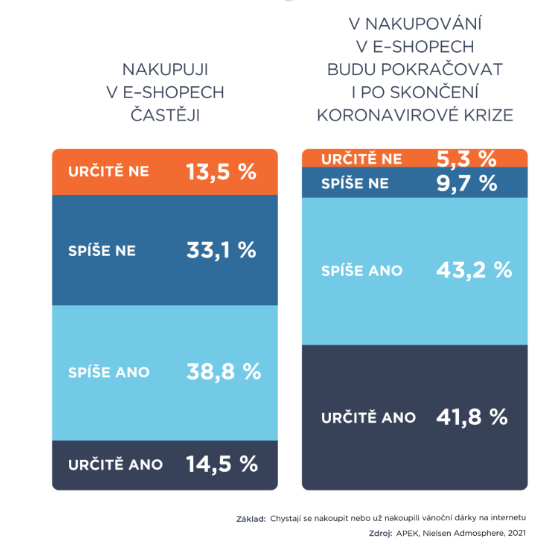 NAKUPUJI
V E-SHOPECH
ČASTĚJI
URČITĚ NE 13,5 %
SPÍŠE NE 33,1 %
SPÍŠE ANO 38,8 %
URČITĚ ANO 14,5 %
V NAKUPOVÁNÍ
V E-SHOPECH
BUDU POKRAČOVAT
I PO SKONČENÍ
KORONAVIROVÉ KRIZE
URČITĚ NE 5,3 %
SPÍŠE NE 9,7 %
SPÍŠE ANO 43,2 %
URČITĚ ANO 41,8 %
Základ: Chystají se nakoupit nebo už nakoupili vánoční dárky na internetu
Zdroj: APEK, Nielsen Admosphere, 2021